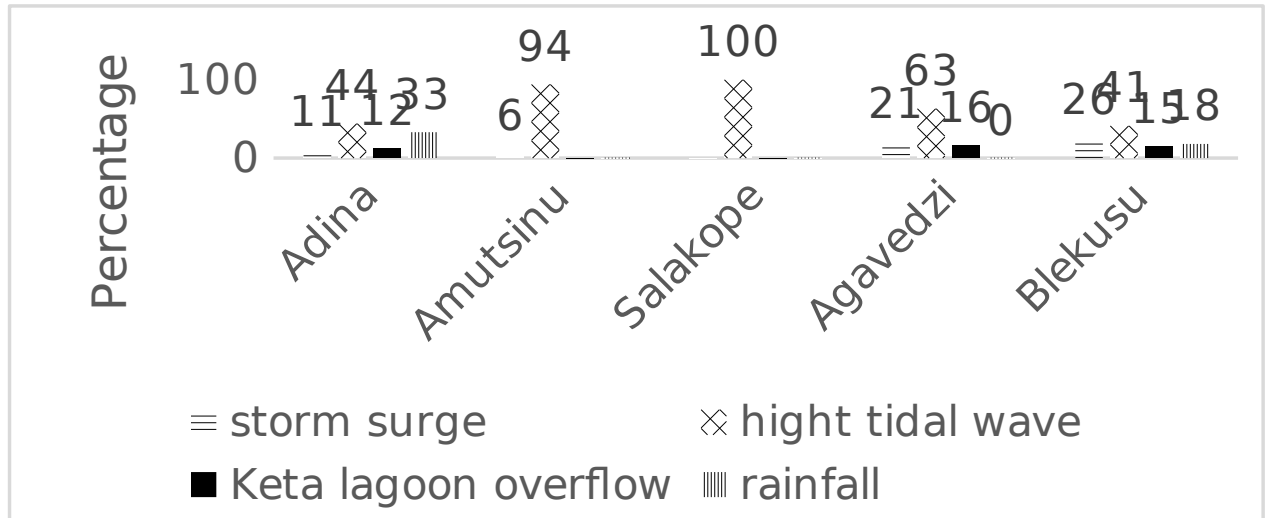 Percentage
100
0
11 44 12 33
6 94
100
21 63 16 0
26 41 15 18
Adina
Amutsinu
Salakope
Agavedzi
Blekusu
storm surge
hight tidal wave
Keta lagoon overflow
rainfall